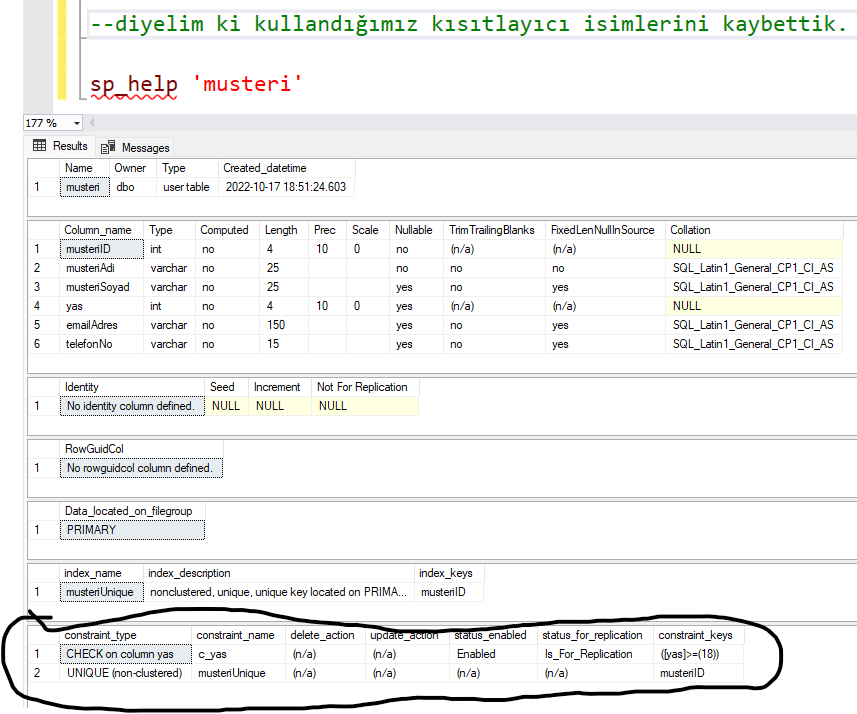 --diyelim ki kullandığımız kısıtlayıcı isimlerini kaybettik.
sp_help 'musteri'
177 %
Results Messages
Name Owner Type Created_datetime
1 musteri dbo user table 2022-10-17 18:51:24.603
Column_name Type Computed Length Prec Scale Nullable TrimTrailingBlanks FixedLenNullInSource Collation
1 musteriID int no 4 10 0 no (n/a) (n/a) NULL
2 musteriAdi varchar no 25 no no no SQL_Latin1_General_CP1_CI_AS
3 musteriSoyad varchar no 25 yes no yes SQL_Latin1_General_CP1_CI_AS
4 yas int no 4 10 0 yes (n/a) (n/a) NULL
5 emailAdres varchar no 150 yes no yes SQL_Latin1_General_CP1_CI_AS
6 telefonNo varchar no 15 yes no yes SQL_Latin1_General_CP1_CI_AS
Identity Seed Increment Not For Replication
1 No identity column defined. NULL NULL NULL
RowGuidCol
1 No rowguidcol column defined.
Data_located_on_filegroup
1 PRIMARY
index_name index_description index_keys
1 musteriUnique nonclustered, unique, unique key located on PRIMA... musteriID
constraint_type constraint_name delete_action update_action status_enabled status_for_replication constraint_keys
1 CHECK on column yas c_yas (n/a) (n/a) Enabled Is_For_Replication ([yas]>=(18))
2 UNIQUE (non-clustered) musteriUnique (n/a) (n/a) (n/a) (n/a) musteriID